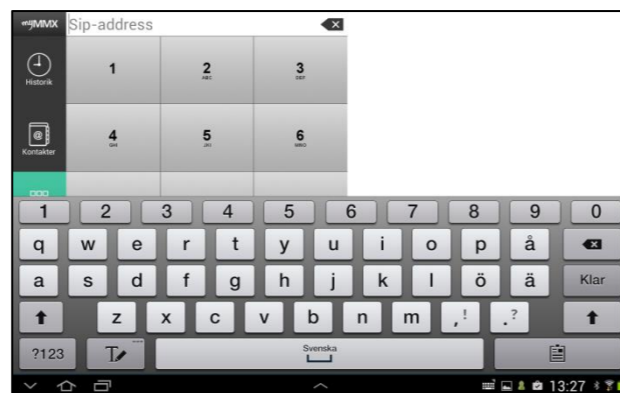 myMMX Sip-address
1 2 ABC 3 DEF
Historik
4 GHI 5 JKL 6 MNO
Kontakter
1 2 3 4 5 6 7 8 9 0
q w e r t y u i o p å
a s d f g h j k l ö ä Klar
z x c v b n m , ! . ?
?123 T ... Svenska
13:27